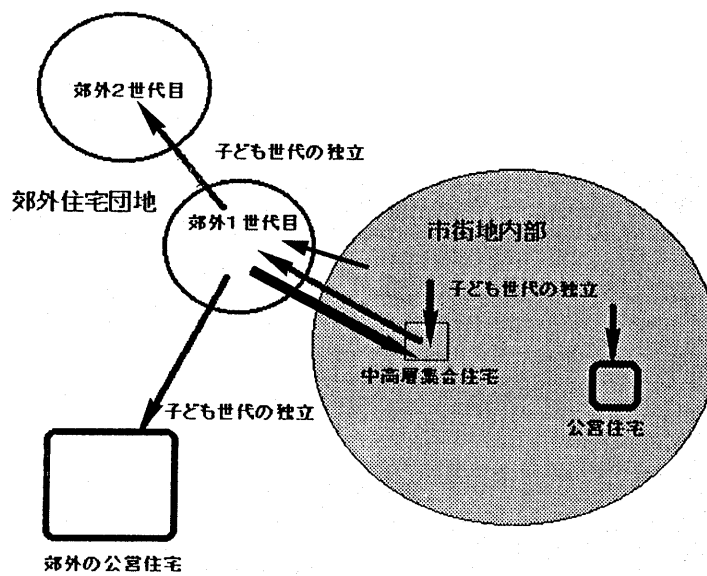 郊外2世代目
子ども世代の独立
郊外住宅団地
郊外1世代目
市街地内部
子ども世代の独立
中高層集合住宅
子ども世代の独立
公営住宅
郊外の公営住宅